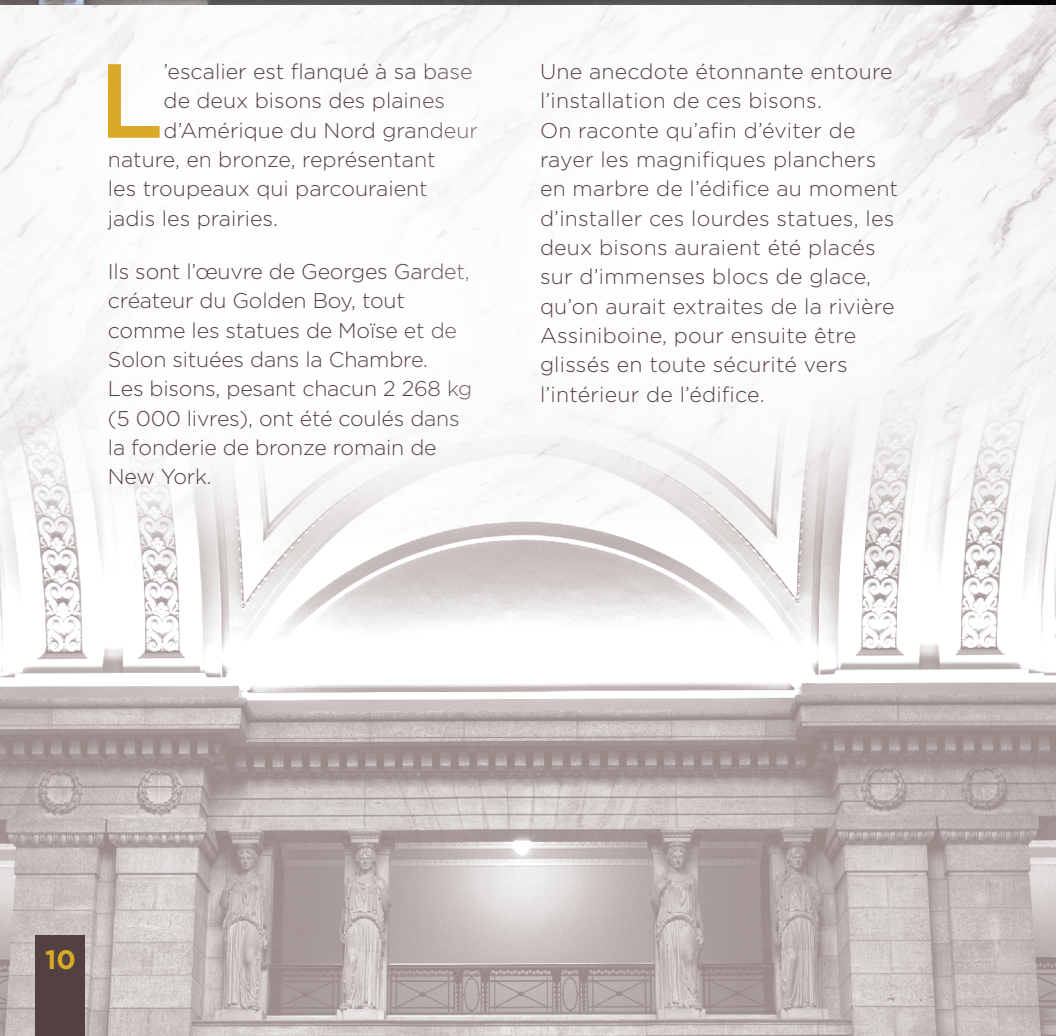 L'escalier est flanqué à sa base
de deux bisons des plaines
d'Amérique du Nord grandeur
nature, en bronze, représentant
les troupeaux qui parcouraient
jadis les prairies.
Ils sont l'œuvre de Georges Gardet,
créateur du Golden Boy, tout
comme les statues de Moïse et de
Solon situées dans la Chambre.
Les bisons, pesant chacun 2 268 kg
(5 000 livres), ont été coulés dans
la fonderie de bronze romain de
New York.
Une anecdote étonnante entoure
l'installation de ces bisons.
On raconte qu'afin d'éviter de
rayer les magnifiques planchers
en marbre de l'édifice au moment
d'installer ces lourdes statues, les
deux bisons auraient été placés
sur d'immenses blocs de glace,
qu'on aurait extraites de la rivière
Assiniboine, pour ensuite être
glissés en toute sécurité vers
l'intérieur de l'édifice.
10